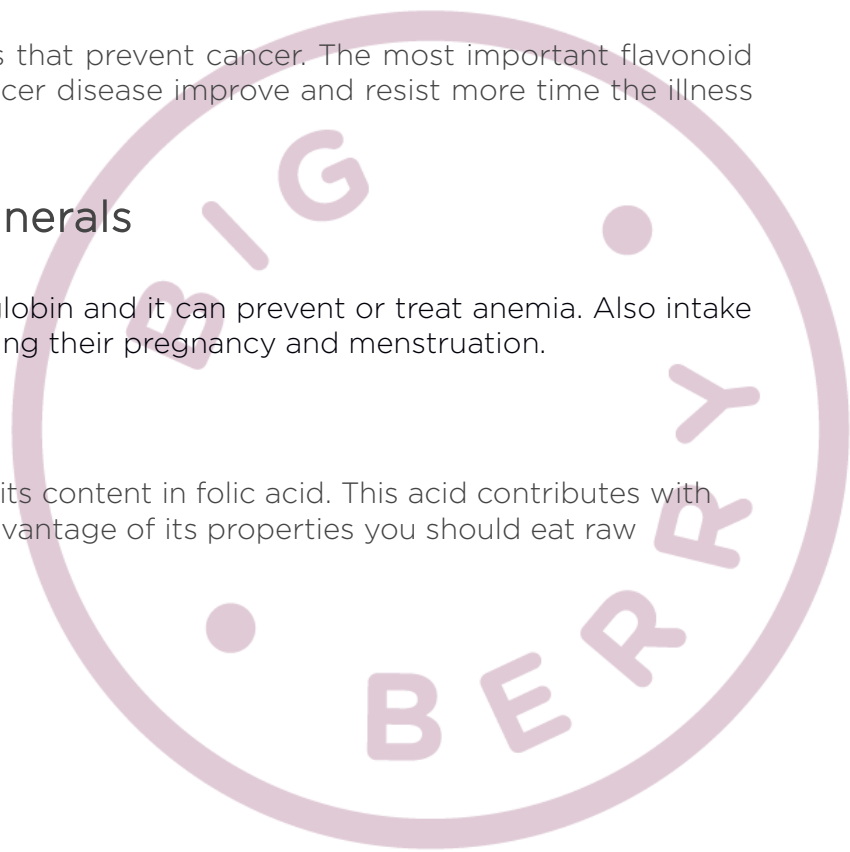 s that prevent cancer. The most important flavonoid
cer disease improve and resist more time the illness
nerals
lobin and it can prevent or treat anemia. Also intake
ng their pregnancy and menstruation.
its content in folic acid. This acid contributes with
vantage of its properties you should eat raw
BIG
BERRY